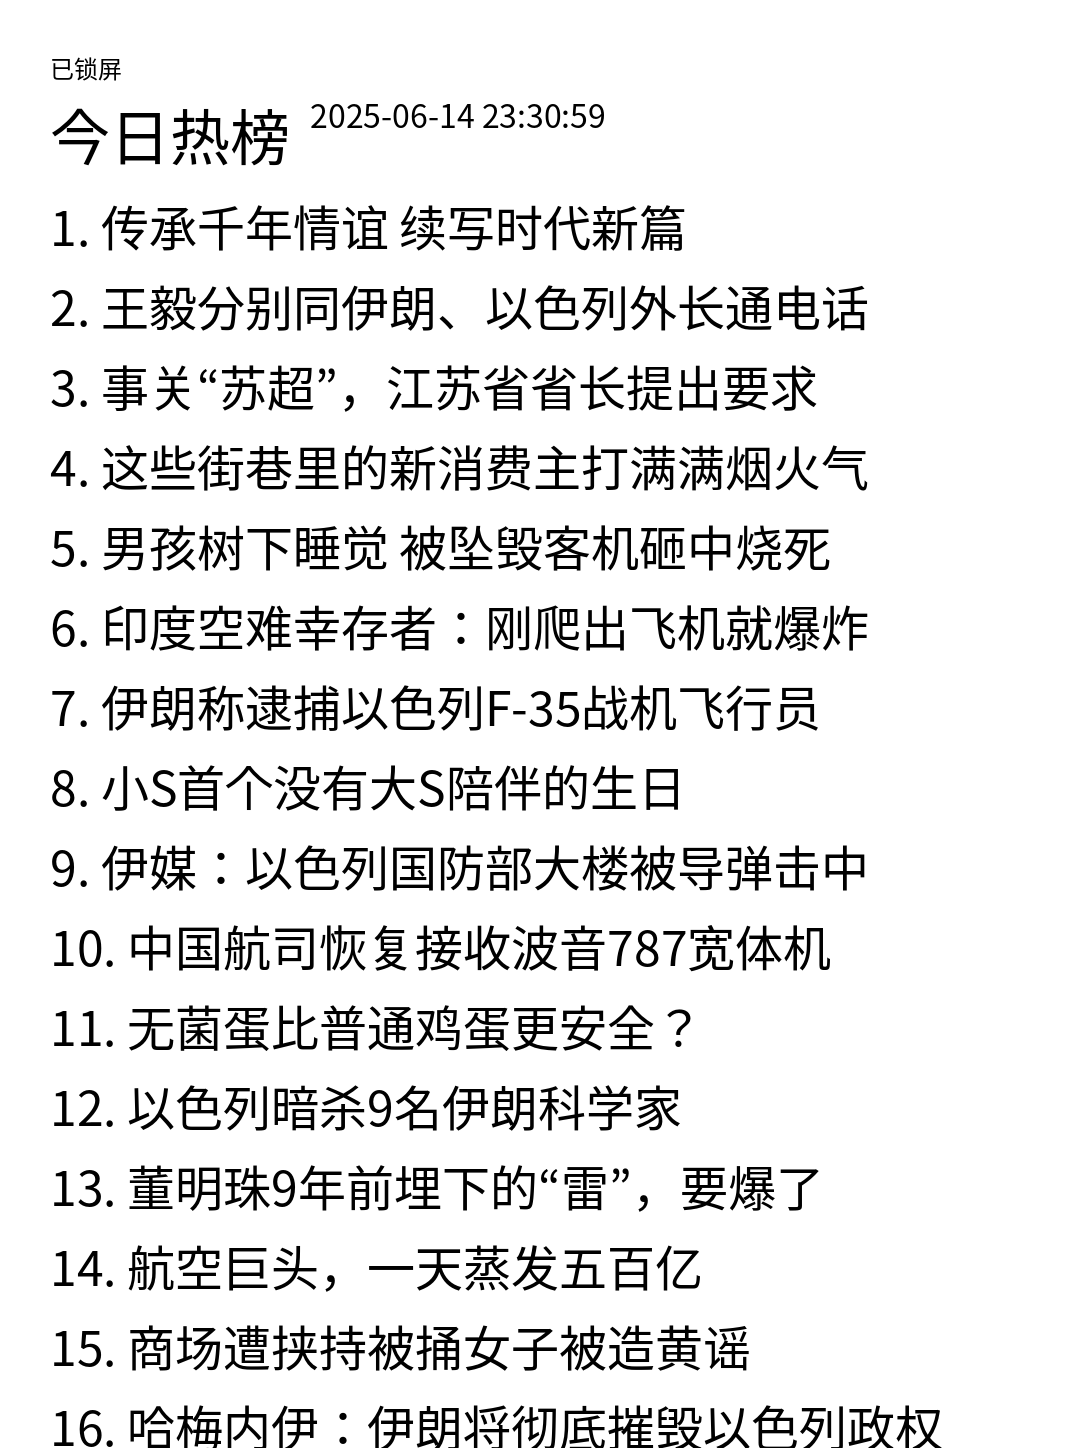 已锁屏
今日热榜 2025-06-14 23:30:59
1. 传承千年情谊 续写时代新篇
2. 王毅分别同伊朗、以色列外长通电话
3. 事关“苏超”，江苏省省长提出要求
4. 这些街巷里的新消费主打满满烟火气
5. 男孩树下睡觉 被坠毁客机砸中烧死
6. 印度空难幸存者：刚爬出飞机就爆炸
7. 伊朗称逮捕以色列F-35战机飞行员
8. 小S首个没有大S陪伴的生日
9. 伊媒：以色列国防部大楼被导弹击中
10. 中国航司恢复接收波音787宽体机
11. 无菌蛋比普通鸡蛋更安全？
12. 以色列暗杀9名伊朗科学家
13. 董明珠9年前埋下的“雷”，要爆了
14. 航空巨头，一天蒸发五百亿
15. 商场遭挟持被捅女子被造黄谣
16. 哈梅内伊：伊朗将彻底摧毁以色列政权